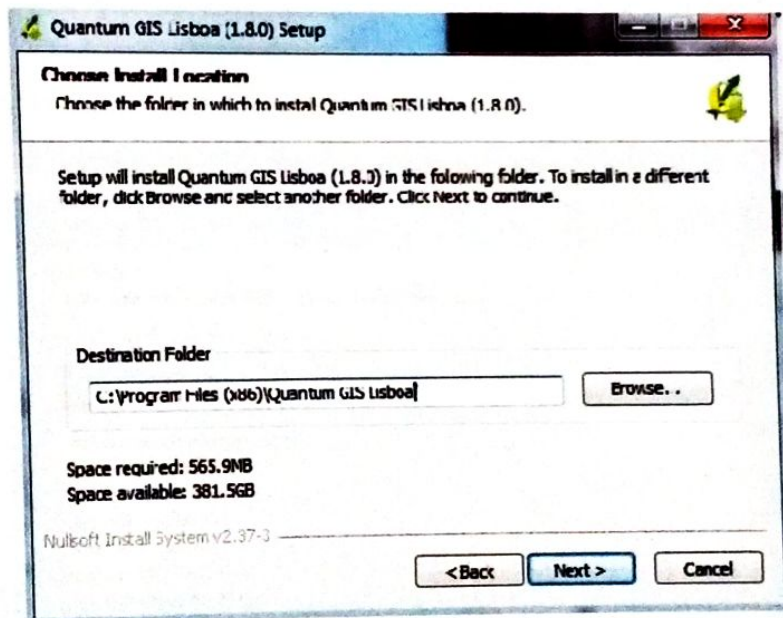 Quantum GIS Lisboa (1.8.0) Setup
Choose Install Location
Choose the folder in which to instal Quantum GIS Lisboa (1.8.0).
Setup will install Quantum GIS Lisboa (1.8.0) in the folowing folder. To install in a different
folder, click Browse and select another folder. Click Next to continue.
Destination Folder
C:\Program Files (x86)\Quantum GIS Lisboa
Browse...
Space required: 565.9MB
Space available: 381.5GB
Nullsoft Install System v2.37-3
< Back
Next >
Cancel